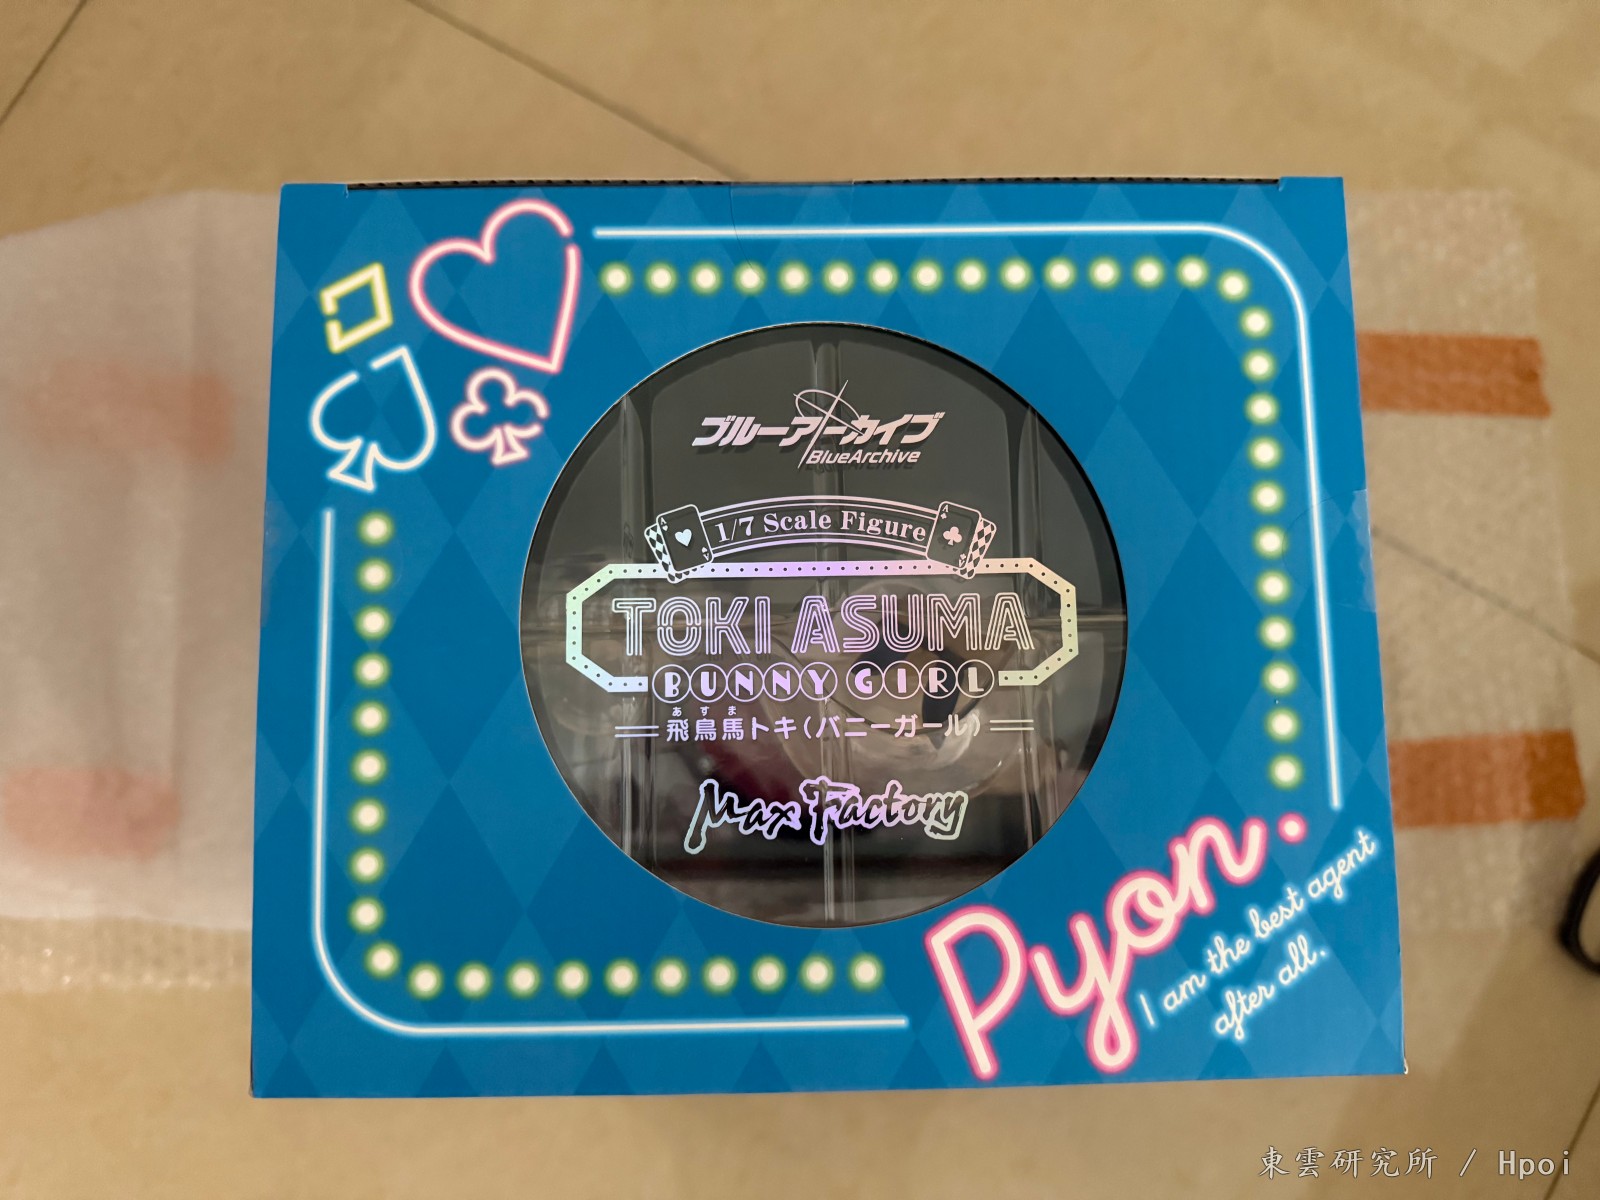 ブルーアーカイブ
BlueArchive
1/7 Scale Figure
A
A
A
A
TOKI ASUMA
BUNNY GIRL
あすま
飛鳥馬トキ(バニーガール)
Max Factory
Pyon.
I am the best agent
after all.
東雲研究所 / Hpoi